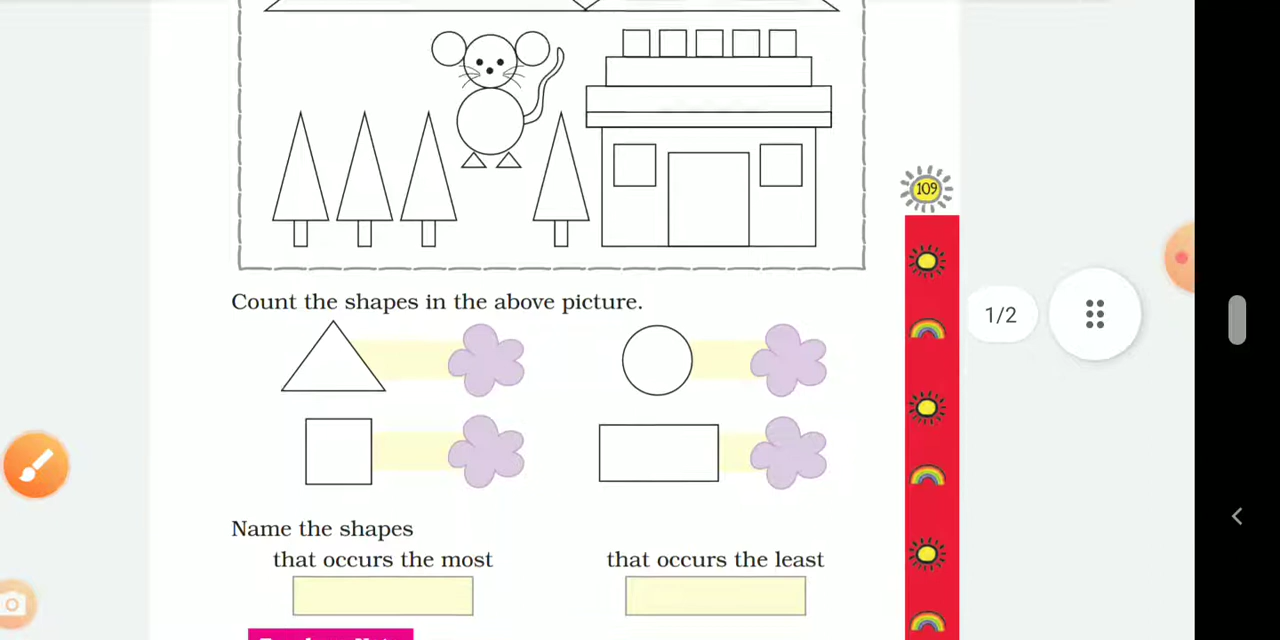 109
Count the shapes in the above picture.
1/2
Name the shapes
that occurs the most
that occurs the least